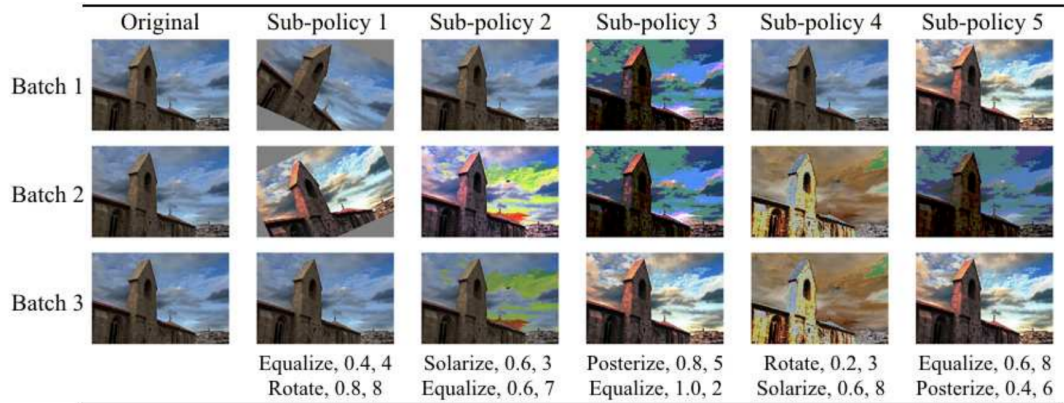 Original Sub-policy 1 Sub-policy 2 Sub-policy 3 Sub-policy 4 Sub-policy 5
Batch 1
Batch 2
Batch 3
Equalize, 0.4, 4 Solarize, 0.6, 3 Posterize, 0.8, 5 Rotate, 0.2, 3 Equalize, 0.6, 8
Rotate, 0.8, 8 Equalize, 0.6, 7 Equalize, 1.0, 2 Solarize, 0.6, 8 Posterize, 0.4, 6